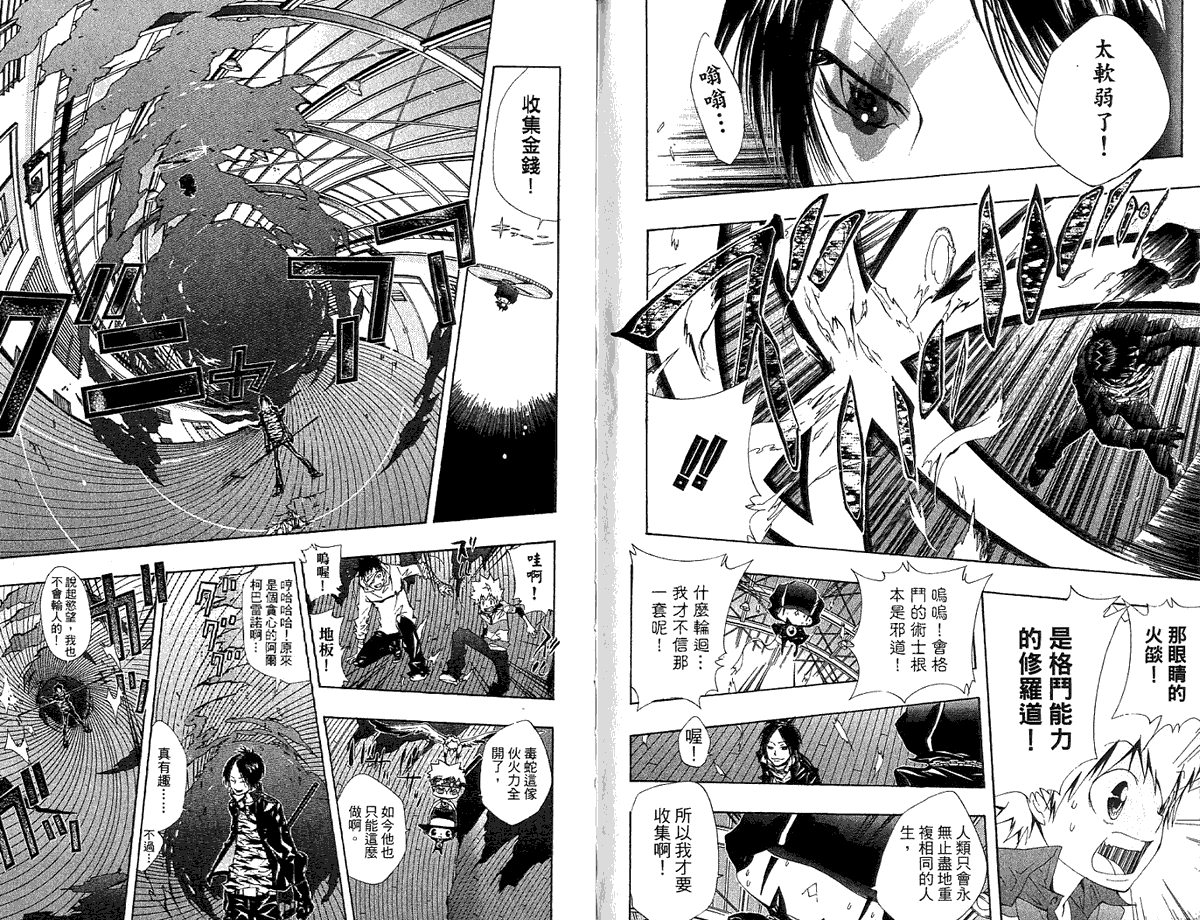 太軟弱了！
嗡嗡…
!!
那眼睛的
火燄！
是格鬥能力
的修羅道！
嗚嗚！會格
鬥的術士根
本是邪道！
什麼輪迴…
我才不信那
一套呢！
喔！
人類只會永
無止盡地重
複相同的人
生，
所以我才要
收集啊！
收集金錢！
グニャ
ワアア
哇啊！
嗚喔！
地板！
毒蛇這傢
伙火力全
開了，
如今他也
只能這麼
做啊。
哼哈哈哈！原來
是個貪心的阿爾
柯巴雷諾啊…
真有趣……
不過…
說起慾望，我也
不會輸人的！